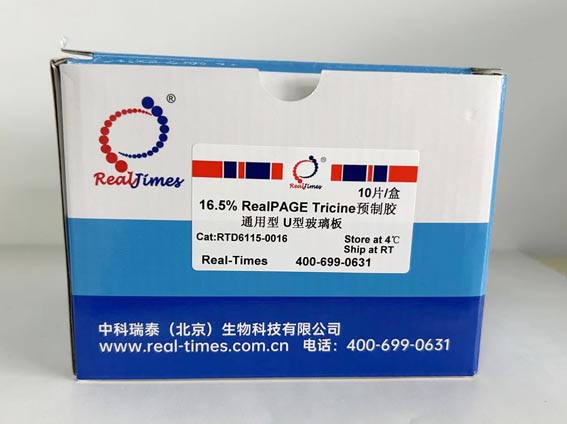 ®
RealTimes
RealTimes ®
10片/盒
16.5% RealPAGE Tricine预制胶
通用型 U型玻璃板
Cat:RTD6115-0016 Store at 4℃
Ship at RT
Real-Times 400-699-0631
中科瑞泰（北京）生物科技有限公司
www.real-times.com.cn 电话：400-699-0631